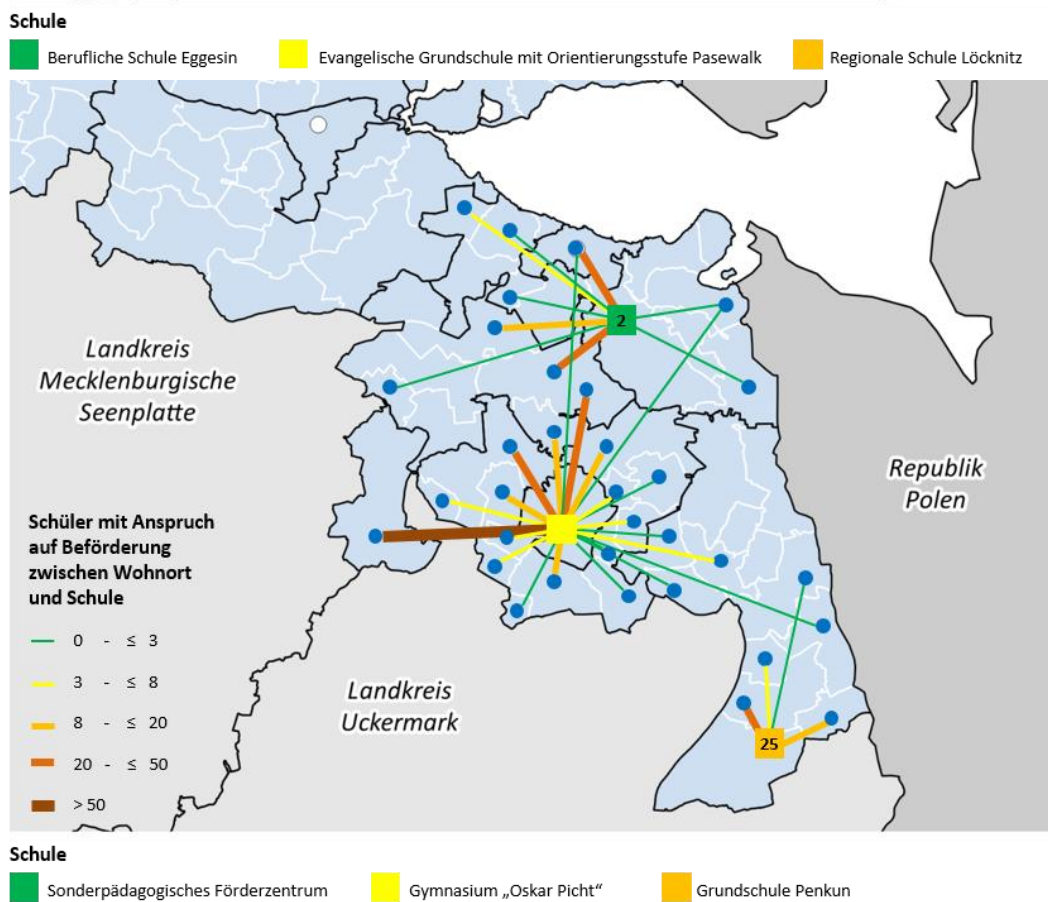 Schule
Berufliche Schule Eggesin
Evangelische Grundschule mit Orientierungsstufe Pasewalk
Regionale Schule Löcknitz
2
Landkreis
Mecklenburgische
Seenplatte
Republik
Polen
Schüler mit Anspruch
auf Beförderung
zwischen Wohnort
und Schule
0 - ≤ 3
3 - ≤ 8
8 - ≤ 20
20 - ≤ 50
> 50
Landkreis
Uckermark
25
Schule
Sonderpädagogisches Förderzentrum
Gymnasium „Oskar Picht“
Grundschule Penkun